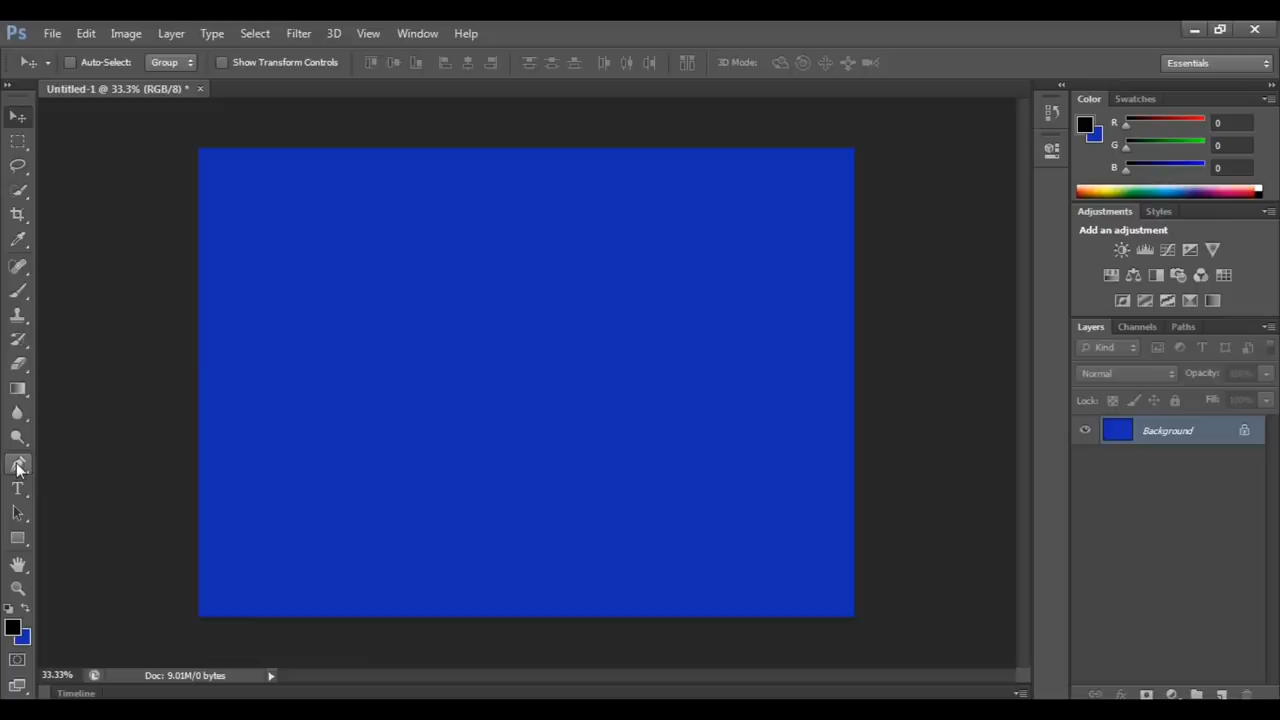 Ps File Edit Image Layer Type Select Filter 3D View Window Help
Auto-Select: Group Show Transform Controls 3D Mode: Essentials
Untitled-1 @ 33.3% (RGB/8) * ×
Color Swatches
R 0
G 0
B 0
Adjustments Styles
Add an adjustment
Layers Channels Paths
Kind
Normal Opacity: 100%
Lock: Fill: 100%
Background
T
33.33% Doc: 9.01M/0 bytes
Timeline